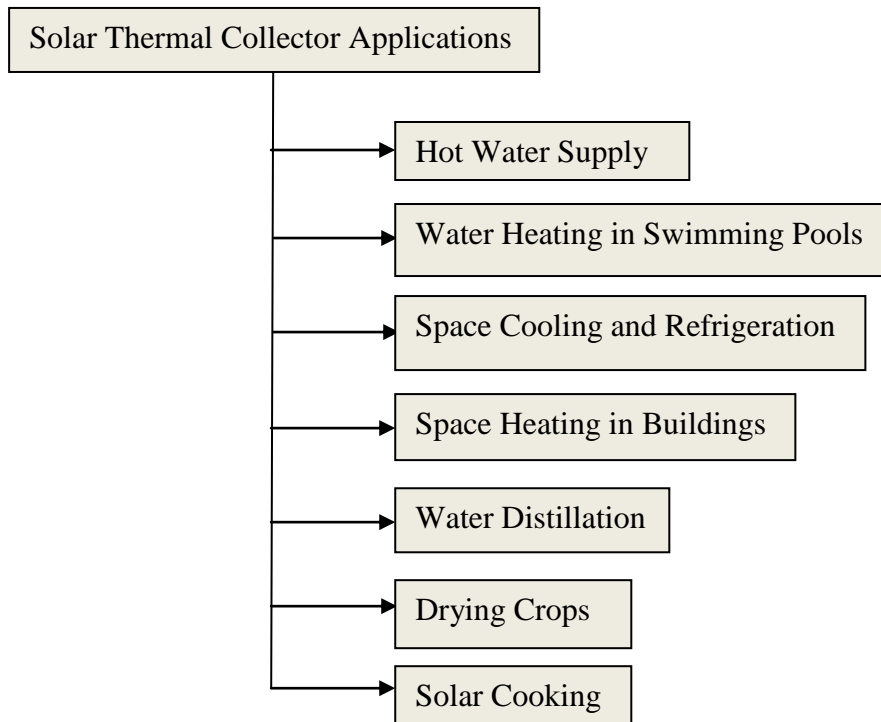 Solar Thermal Collector Applications
Hot Water Supply
Water Heating in Swimming Pools
Space Cooling and Refrigeration
Space Heating in Buildings
Water Distillation
Drying Crops
Solar Cooking